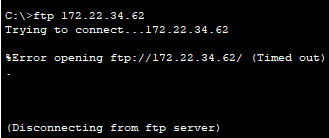 C:\>ftp 172.22.34.62
Trying to connect...172.22.34.62
%Error opening ftp://172.22.34.62/ (Timed out)
.
(Disconnecting from ftp server)